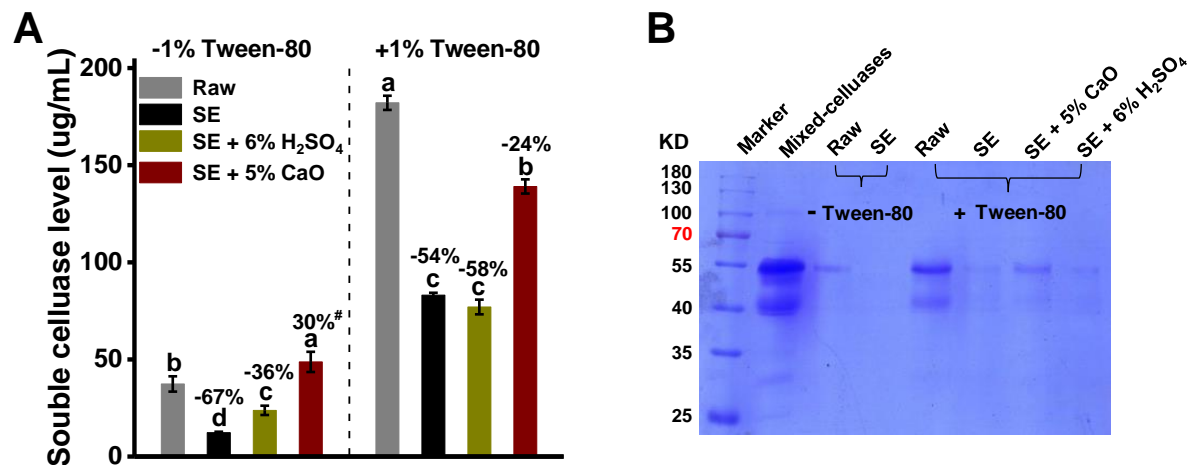 A
-1% Tween-80
+1% Tween-80
Souble celluase level (ug/mL)
200
150
100
50
0
Raw
SE
SE + 6% H₂SO₄
SE + 5% CaO
b
-67%
d
-36%
c
30%#
a
a
-54%
c
-58%
c
-24%
b
B
KD
Marker
Mixed-celluases
Raw
SE
Raw
SE
SE + 5% CaO
SE + 6% H₂SO₄
- Tween-80
+ Tween-80
180
130
100
70
55
40
35
25